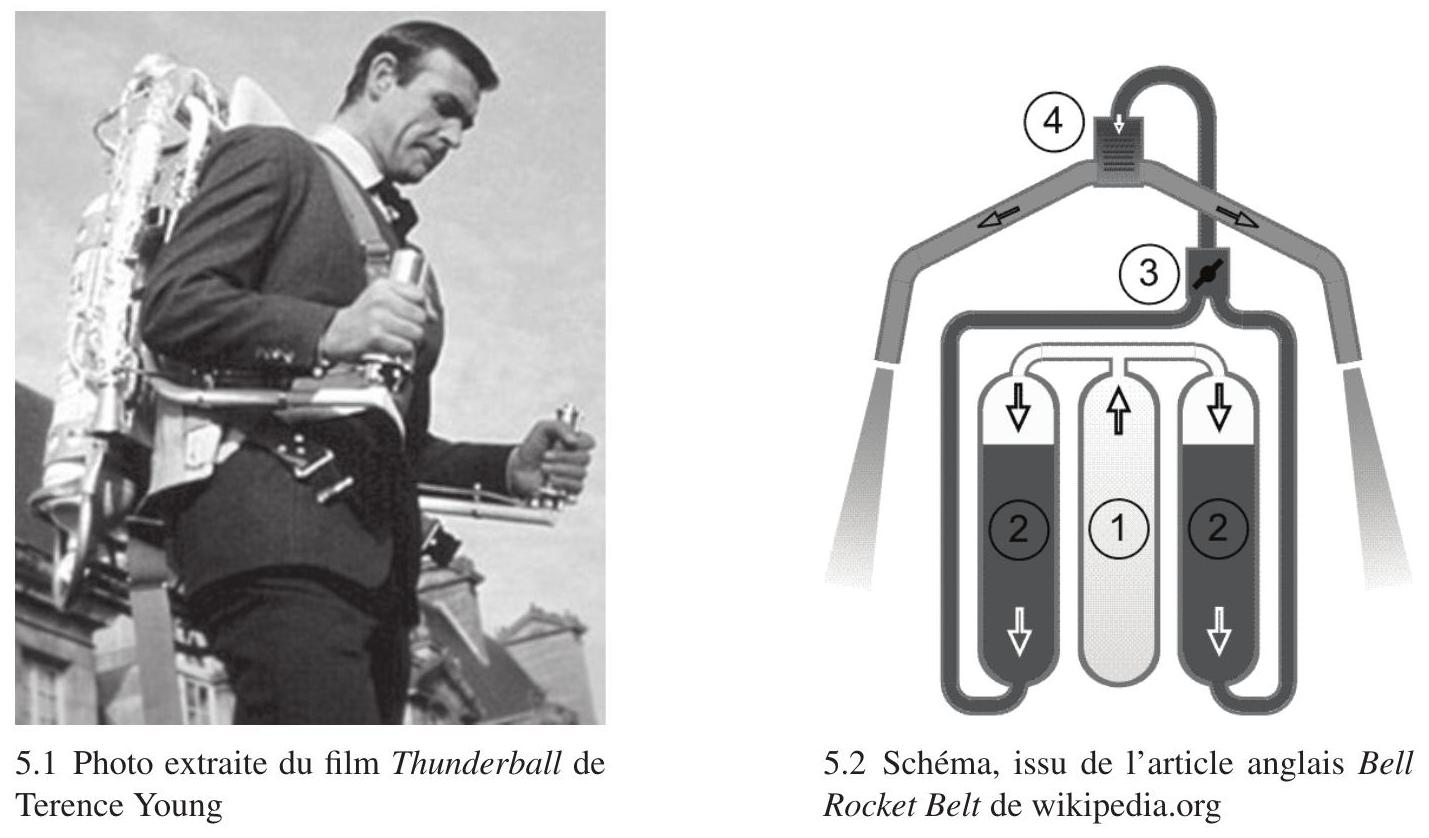 4
3
2
1
2
5.1 Photo extraite du film Thunderball de
Terence Young
5.2 Schéma, issu de l'article anglais Bell
Rocket Belt de wikipedia.org